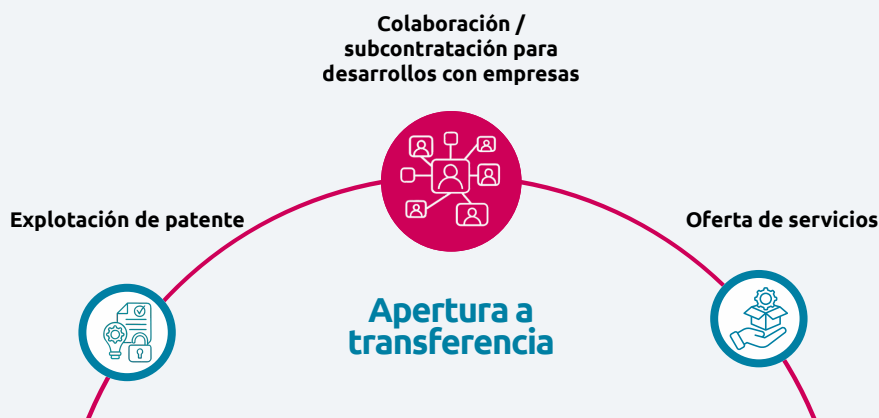 Colaboración /
subcontratación para
desarrollos con empresas
Explotación de patente
Oferta de servicios
Apertura a
transferencia